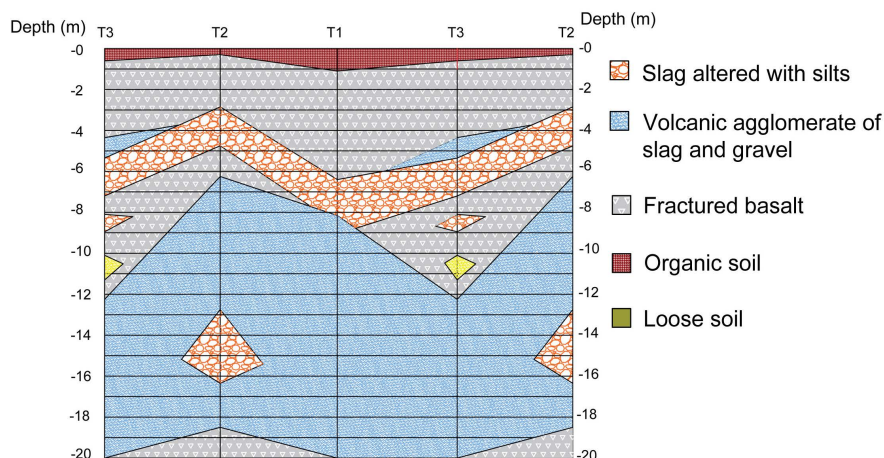 Depth (m) T3 T2 T1 T3 T2 Depth (m)
-0 -0
-2 -2
-4 -4
-6 -6
-8 -8
-10 -10
-12 -12
-14 -14
-16 -16
-18 -18
-20 -20
Slag altered with silts
Volcanic agglomerate of
slag and gravel
Fractured basalt
Organic soil
Loose soil